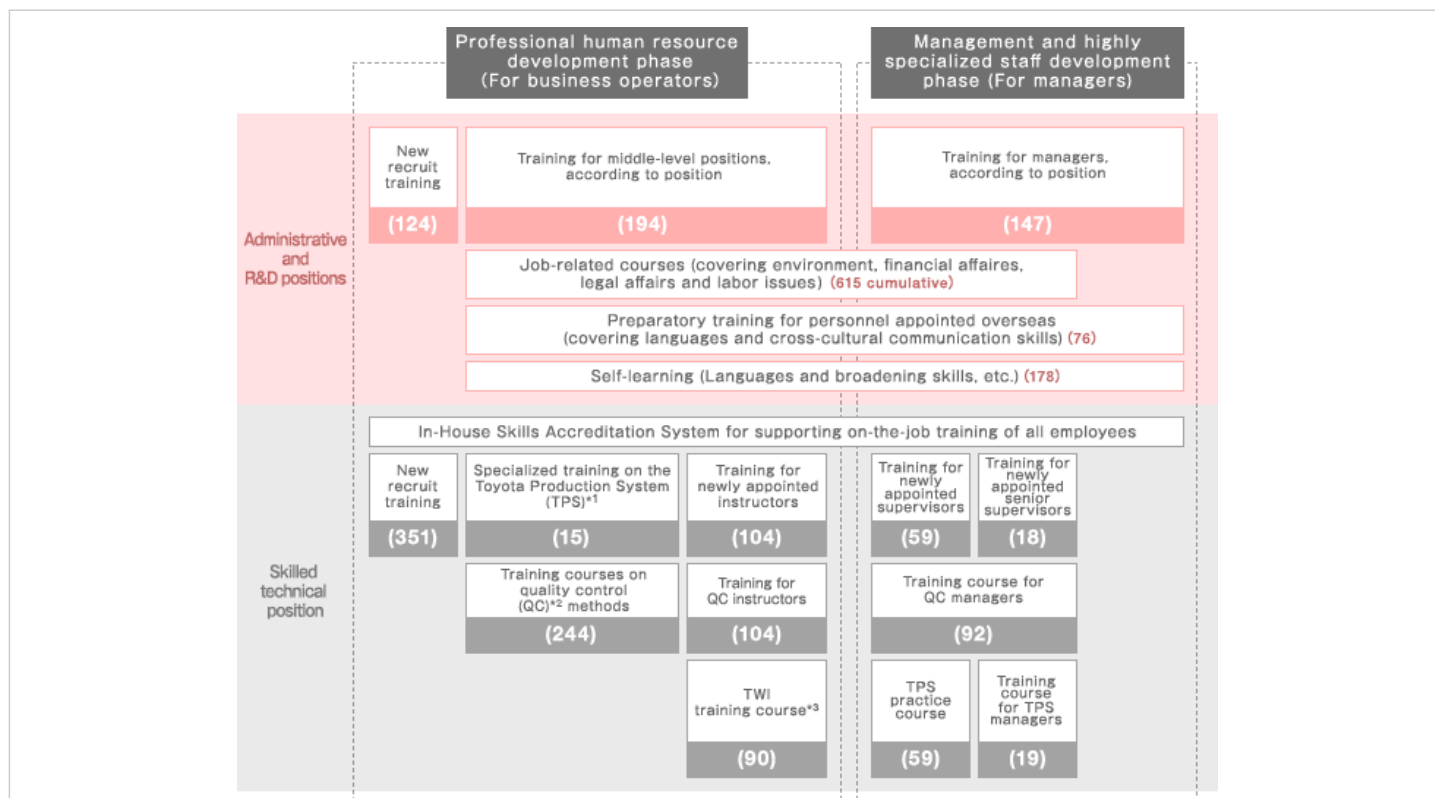 Professional human resource
development phase
(For business operators)
Management and highly
specialized staff development
phase (For managers)
Administrative
and
R&D positions
New
recruit
training
(124)
Training for middle-level positions,
according to position
(194)
Training for managers,
according to position
(147)
Job-related courses (covering environment, financial affaires,
legal affairs and labor issues) (615 cumulative)
Preparatory training for personnel appointed overseas
(covering languages and cross-cultural communication skills) (76)
Self-learning (Languages and broadening skills, etc.) (178)
Skilled
technical
position
In-House Skills Accreditation System for supporting on-the-job training of all employees
New
recruit
training
(351)
Specialized training on the
Toyota Production System
(TPS)*1
(15)
Training for
newly appointed
instructors
(104)
Training for
newly
appointed
supervisors
(59)
Training for
newly
appointed
senior
supervisors
(18)
Training courses on
quality control
(QC)*2 methods
(244)
Training for
QC instructors
(104)
Training course for
QC managers
(92)
TWI
training course*3
(90)
TPS
practice
course
(59)
Training
course
for TPS
managers
(19)